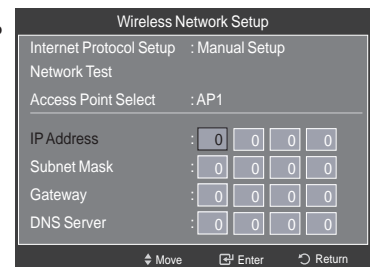 Wireless Network Setup
Internet Protocol Setup : Manual Setup
Network Test
Access Point Select : AP1
IP Address : 0 0 0 0
Subnet Mask : 0 0 0 0
Gateway : 0 0 0 0
DNS Server : 0 0 0 0
Move Enter Return